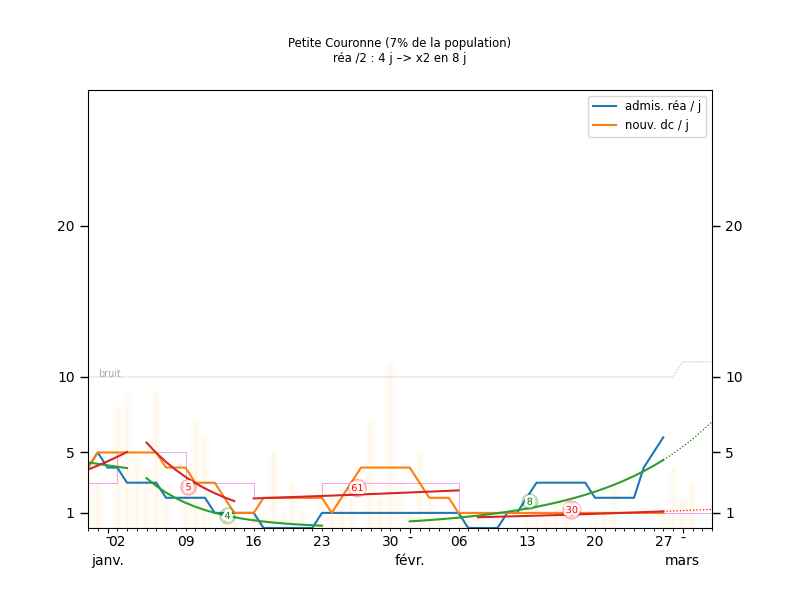 Petite Couronne (7% de la population)
réa /2 : 4 j –> x2 en 8 j
admis. réa / j
nouv. dc / j
20
20
bruit
10
10
5
5
5
61
8
4
30
1
1
02
09
16
23
30
06
13
20
27
janv.
févr.
mars